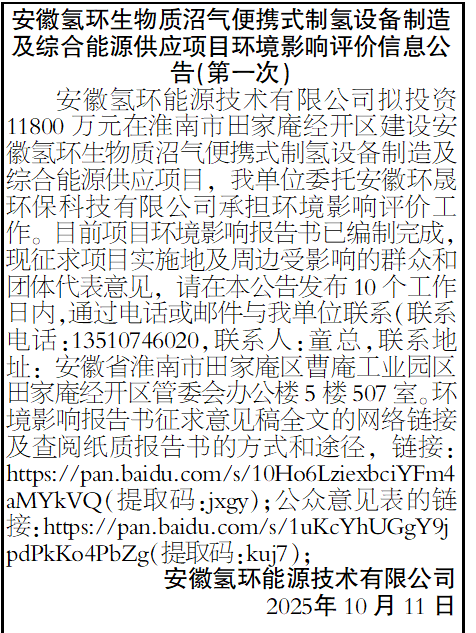 安徽氢环生物质沼气便携式制氢设备制造
及综合能源供应项目环境影响评价信息公
告(第一次)
安徽氢环能源技术有限公司拟投资
11800 万元在淮南市田家庵经开区建设安
徽氢环生物质沼气便携式制氢设备制造及
综合能源供应项目，我单位委托安徽环晟
环保科技有限公司承担环境影响评价工
作。目前项目环境影响报告书已编制完成，
现征求项目实施地及周边受影响的群众和
团体代表意见，请在本公告发布 10 个工作
日内,通过电话或邮件与我单位联系(联系
电话:13510746020,联系人:童总,联系地
址：安徽省淮南市田家庵区曹庵工业园区
田家庵经开区管委会办公楼 5 楼 507 室。环
境影响报告书征求意见稿全文的网络链接
及查阅纸质报告书的方式和途径，链接：
https://pan.baidu.com/s/10Ho6LziexbciYFm4
aMYkVQ(提取码:jxgy);公众意见表的链
接:https://pan.baidu.com/s/1uKcYhUGgY9j
pdPkKo4PbZg(提取码:kuj7);
安徽氢环能源技术有限公司
2025年 10 月 11 日